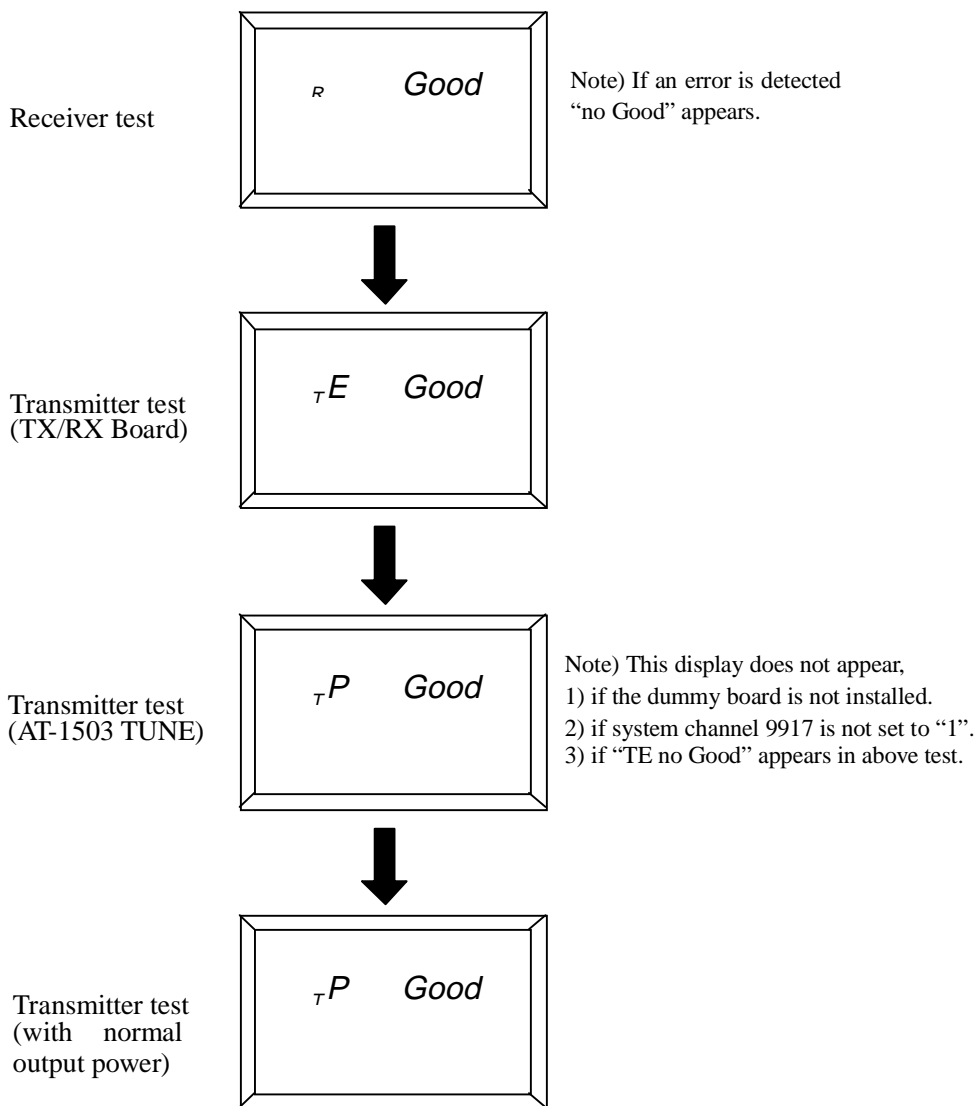 Receiver test
R Good
Note) If an error is detected
“no Good” appears.
Transmitter test
(TX/RX Board)
TE Good
Transmitter test
(AT-1503 TUNE)
TP Good
Note) This display does not appear,
1) if the dummy board is not installed.
2) if system channel 9917 is not set to “1”.
3) if “TE no Good” appears in above test.
Transmitter test
(with normal
output power)
TP Good